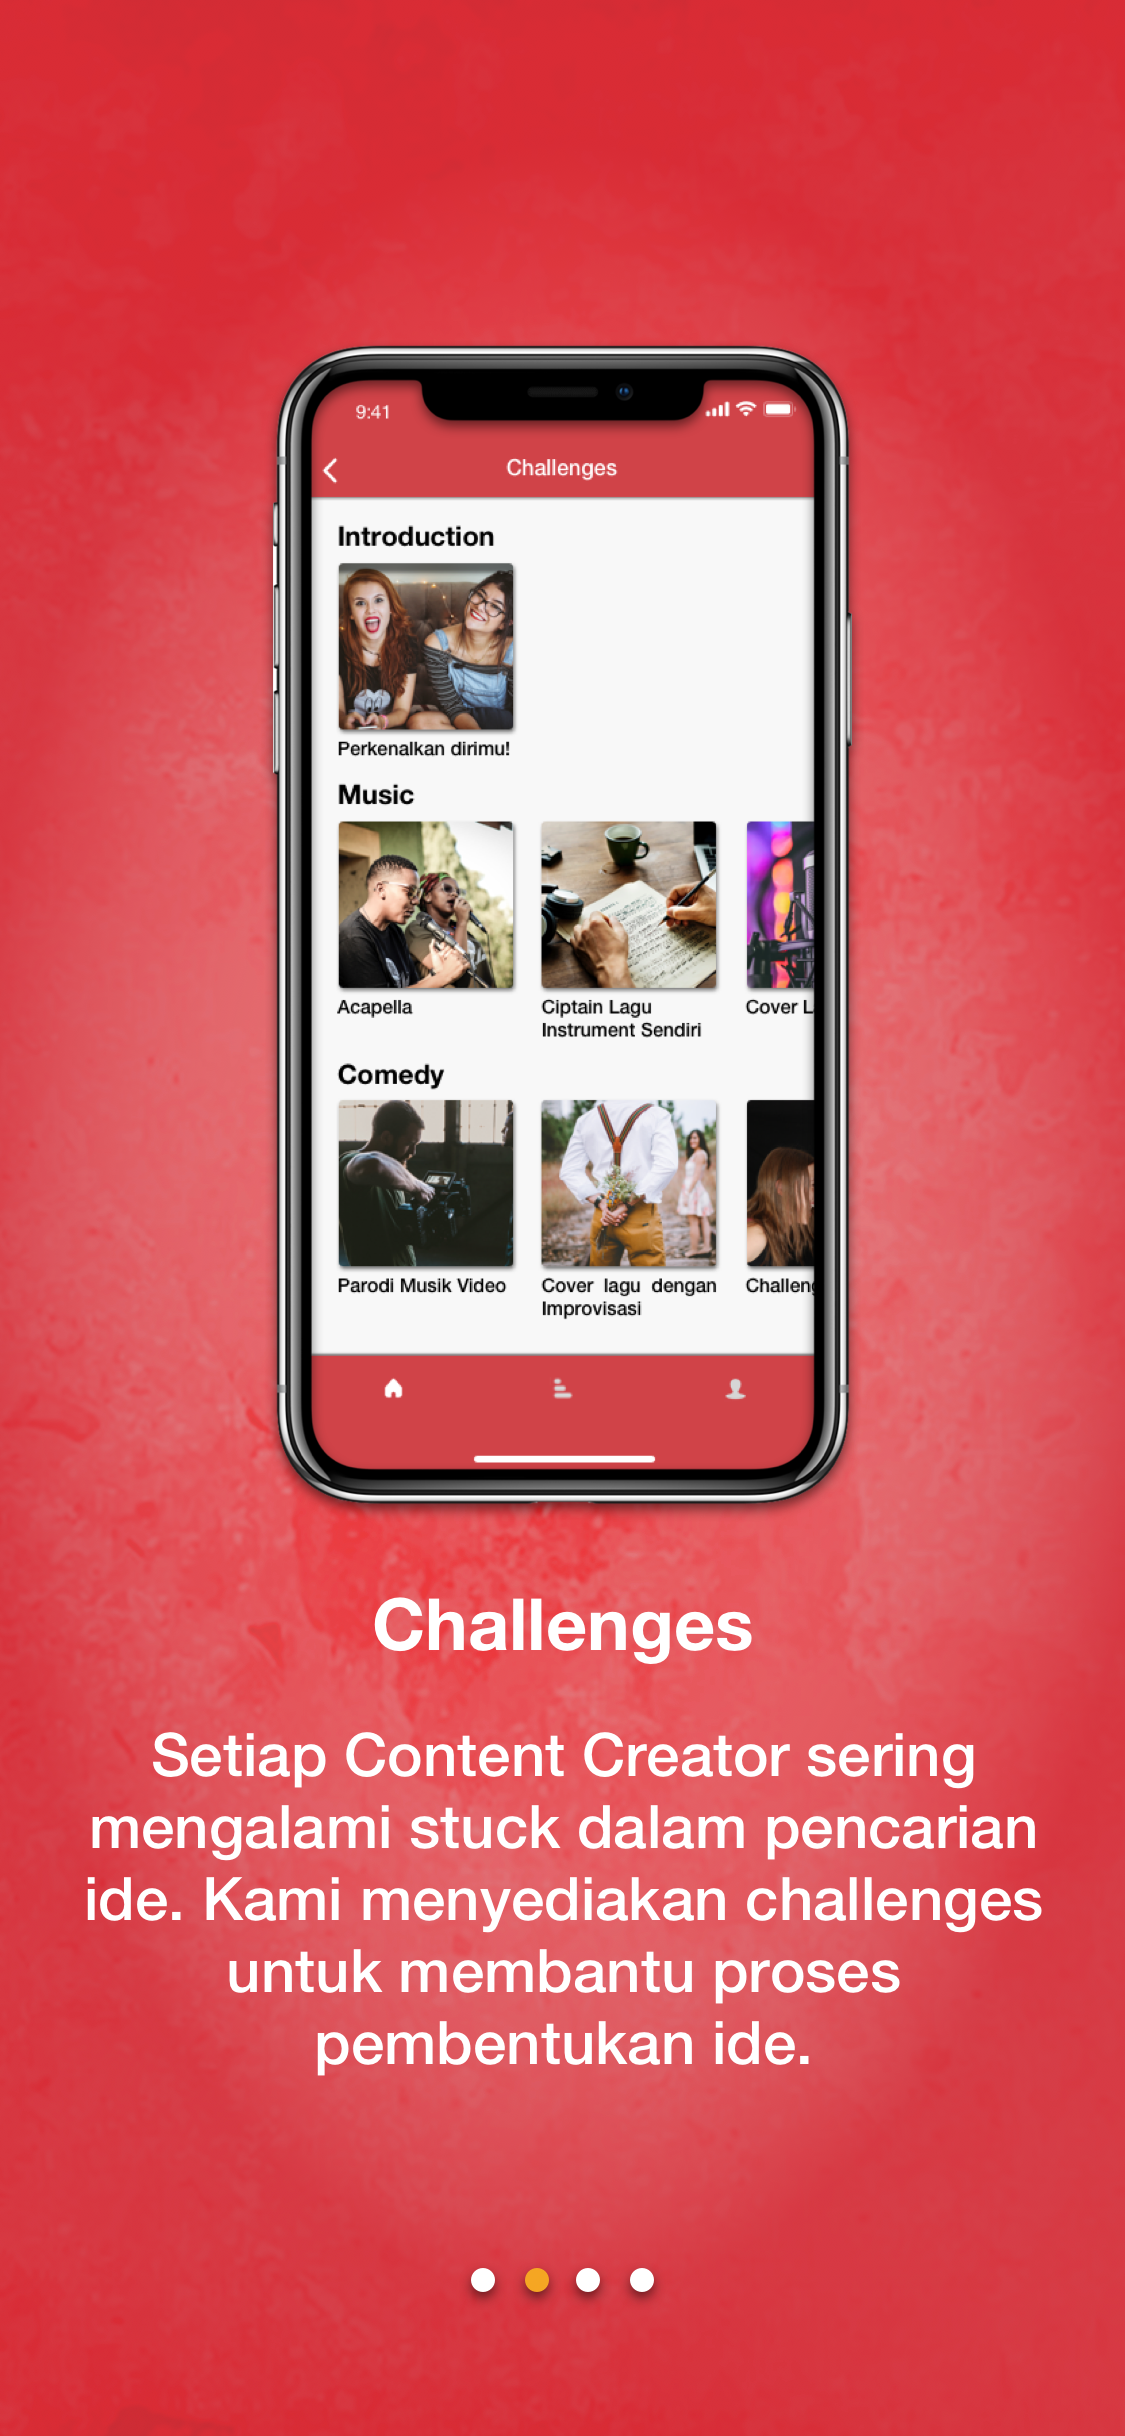 9:41
Challenges
Introduction
Perkenalkan dirimu!
Music
Acapella
Ciptain Lagu
Instrument Sendiri
Cover L
Comedy
Parodi Musik Video
Cover lagu dengan
Improvisasi
Challeng
Challenges
Setiap Content Creator sering
mengalami stuck dalam pencarian
ide. Kami menyediakan challenges
untuk membantu proses
pembentukan ide.